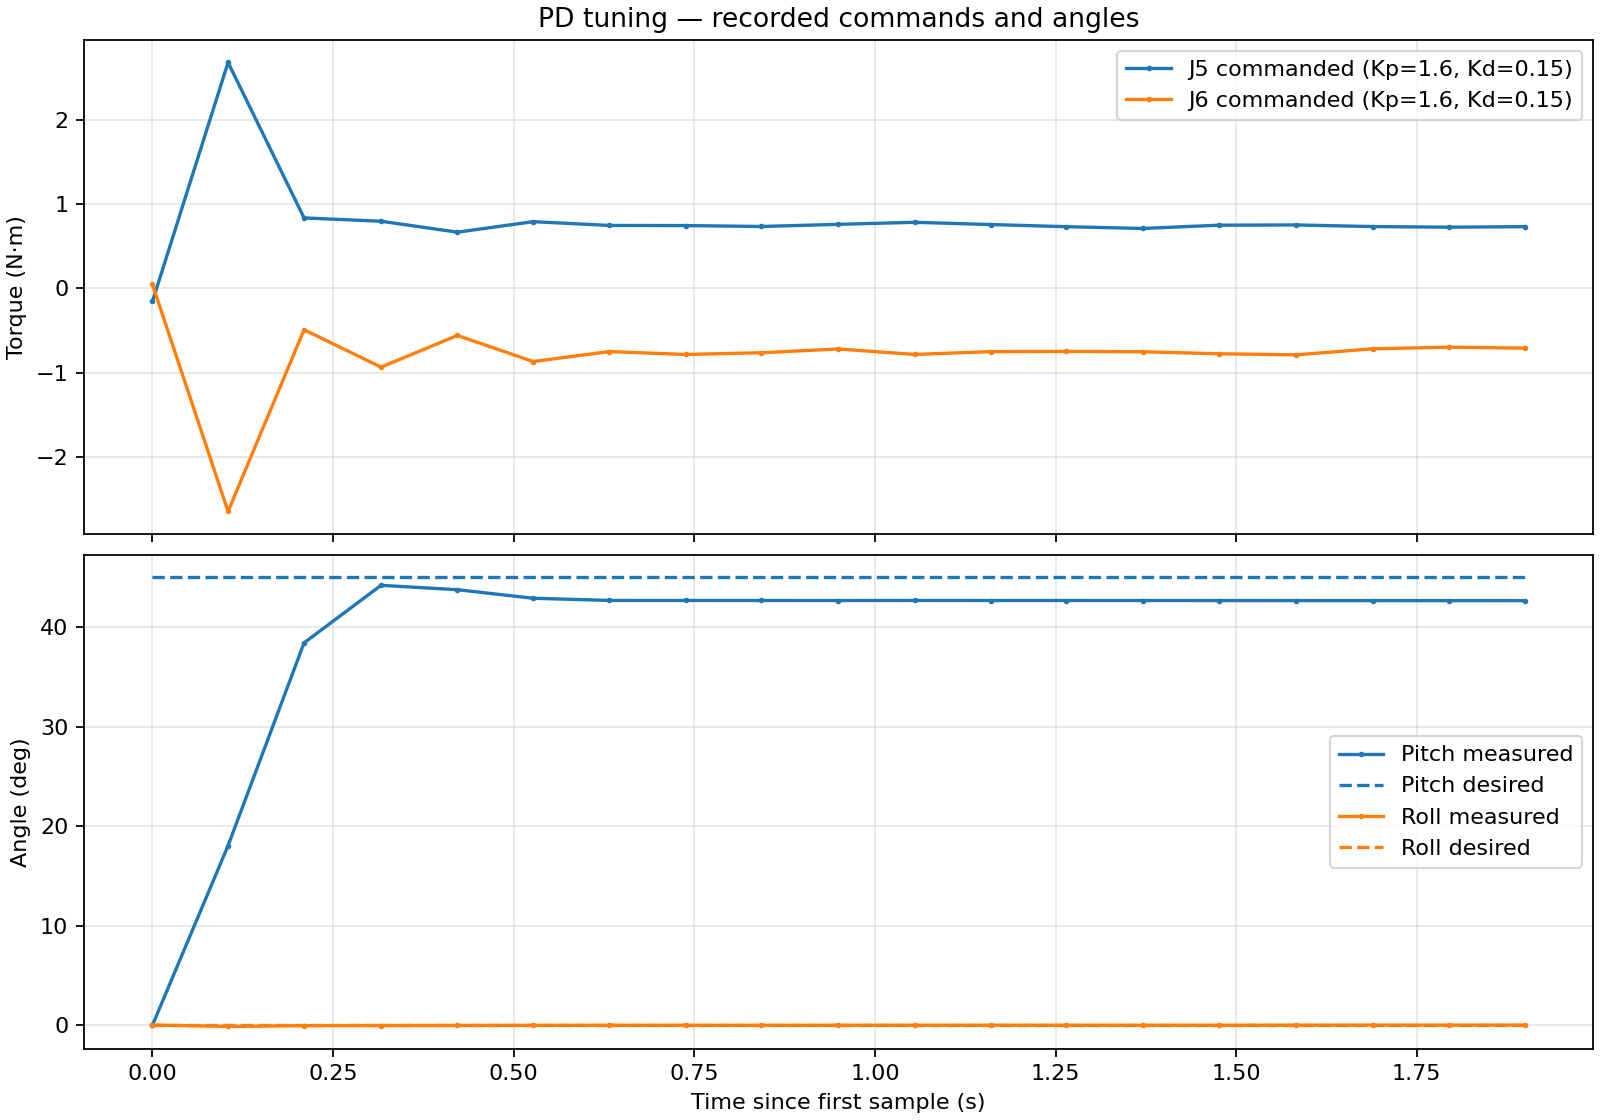 PD tuning — recorded commands and angles
J5 commanded (Kp=1.6, Kd=0.15)
J6 commanded (Kp=1.6, Kd=0.15)
Torque (N·m)
2
1
0
−1
−2
Pitch measured
Pitch desired
Roll measured
Roll desired
Angle (deg)
40
30
20
10
0
0.00 0.25 0.50 0.75 1.00 1.25 1.50 1.75
Time since first sample (s)